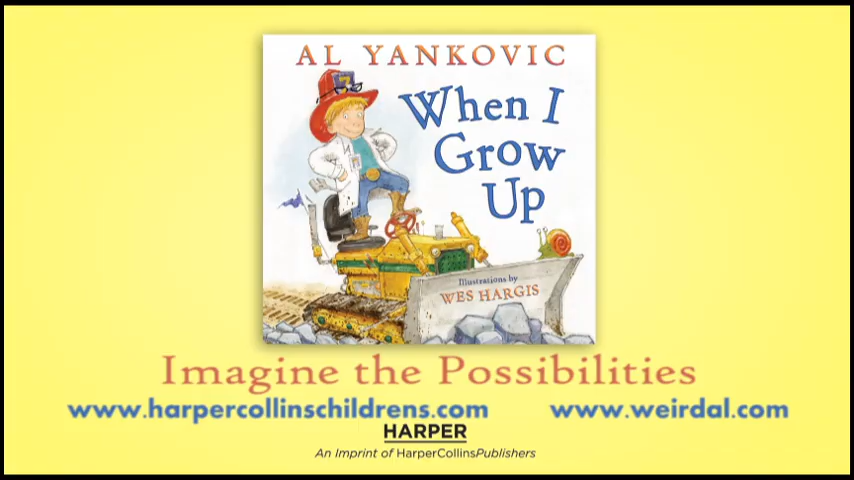 AL YANKOVIC
When I
Grow
Up
Illustrations by
WES HARGIS
Imagine the Possibilities
www.harpercollinschildrens.com www.weirdal.com
HARPER
An Imprint of HarperCollinsPublishers